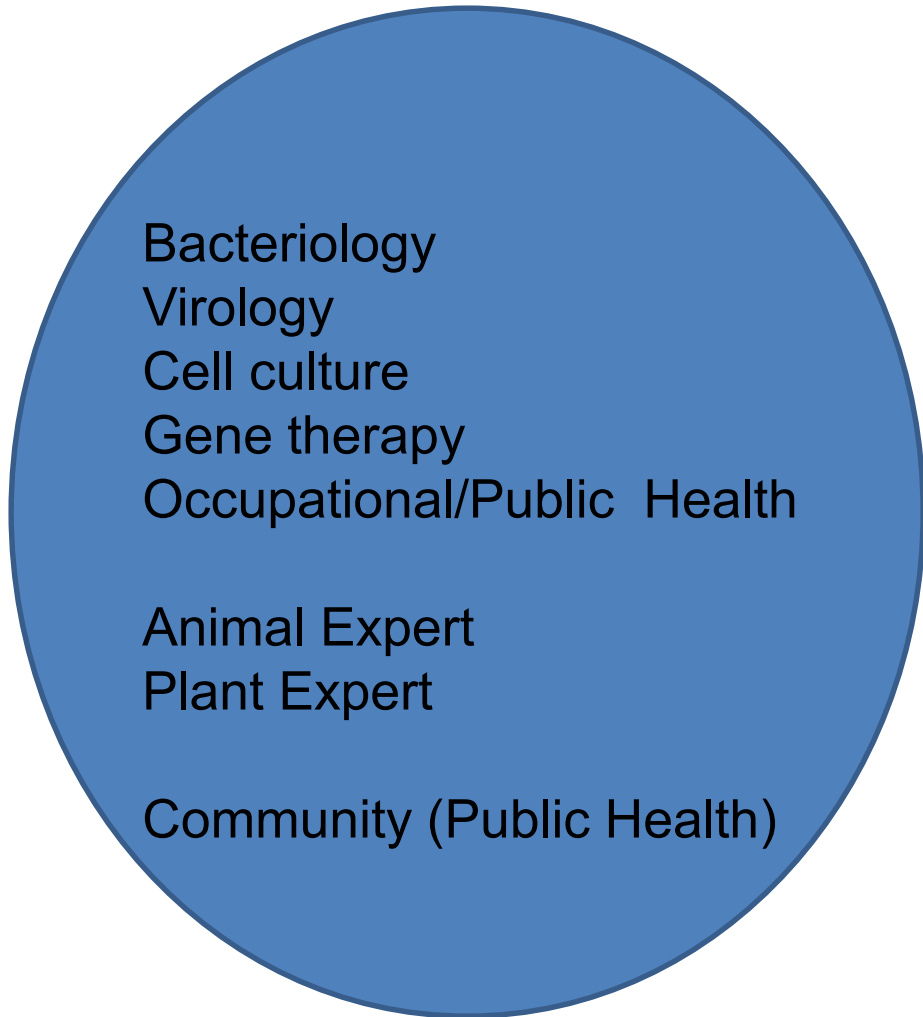 Bacteriology
Virology
Cell culture
Gene therapy
Occupational/Public  Health
Animal Expert
Plant Expert
Community (Public Health)